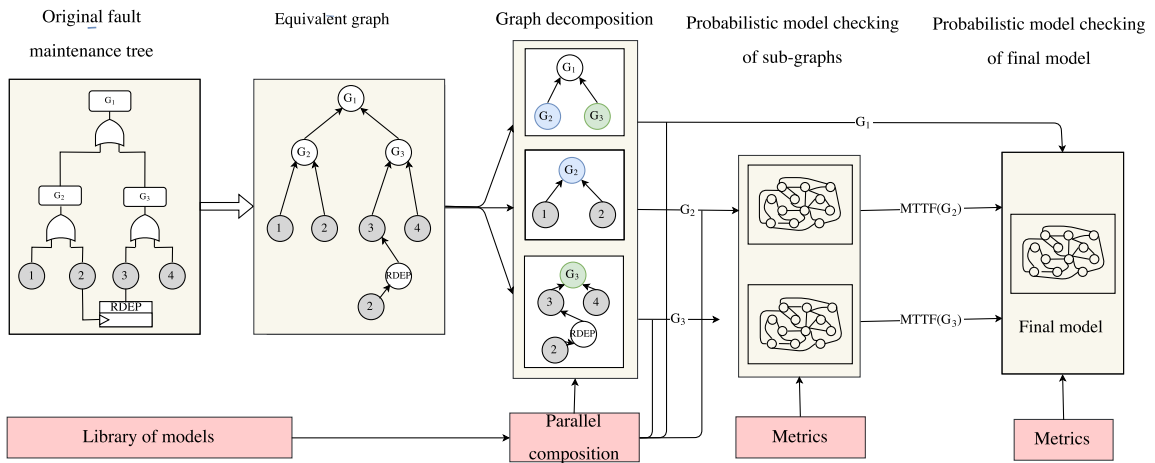 Original fault
maintenance tree
Equivalent graph
Graph decomposition
Probabilistic model checking
of sub-graphs
Probabilistic model checking
of final model
G1
G2
G3
1
2
3
4
RDEP
G1
G2
G3
1
2
3
4
RDEP
2
G1
G2
G3
G2
1
2
G3
3
4
RDEP
2
G1
G2
G3
MTTF(G2)
MTTF(G3)
Final model
Library of models
Parallel
composition
Metrics
Metrics